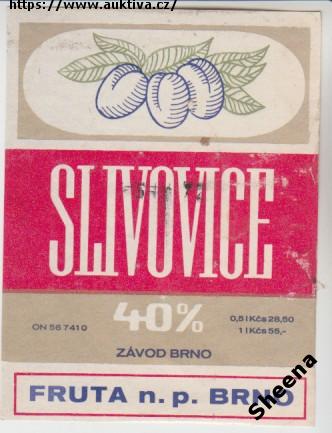 https://www.auktiva.cz/
SLIVOVICE
40%
ON 56 7410
0,5 l Kčs 28,50
1 l Kčs 55,-
ZÁVOD BRNO
FRUTA n. p. BRNO
Sheena